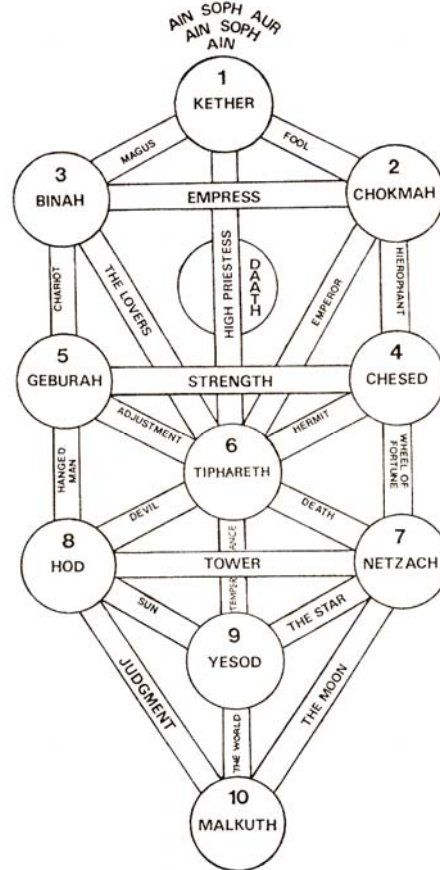 AIN SOPH AUR
AIN SOPH
AIN
1
KETHER
MAGUS
FOOL
3
BINAH
2
CHOKMAH
EMPRESS
CHARIOT
THE LOVERS
HIGH PRIESTESS
DAATH
EMPEROR
HIEROPHANT
5
GEBURAH
4
CHESED
STRENGTH
ADJUSTMENT
HERMIT
6
TIPHARETH
HANGED
MAN
WHEEL OF
FORTUNE
DEVIL
DEATH
8
HOD
7
NETZACH
TEMPERANCE
TOWER
SUN
THE STAR
9
YESOD
JUDGMENT
THE WORLD
THE MOON
10
MALKUTH